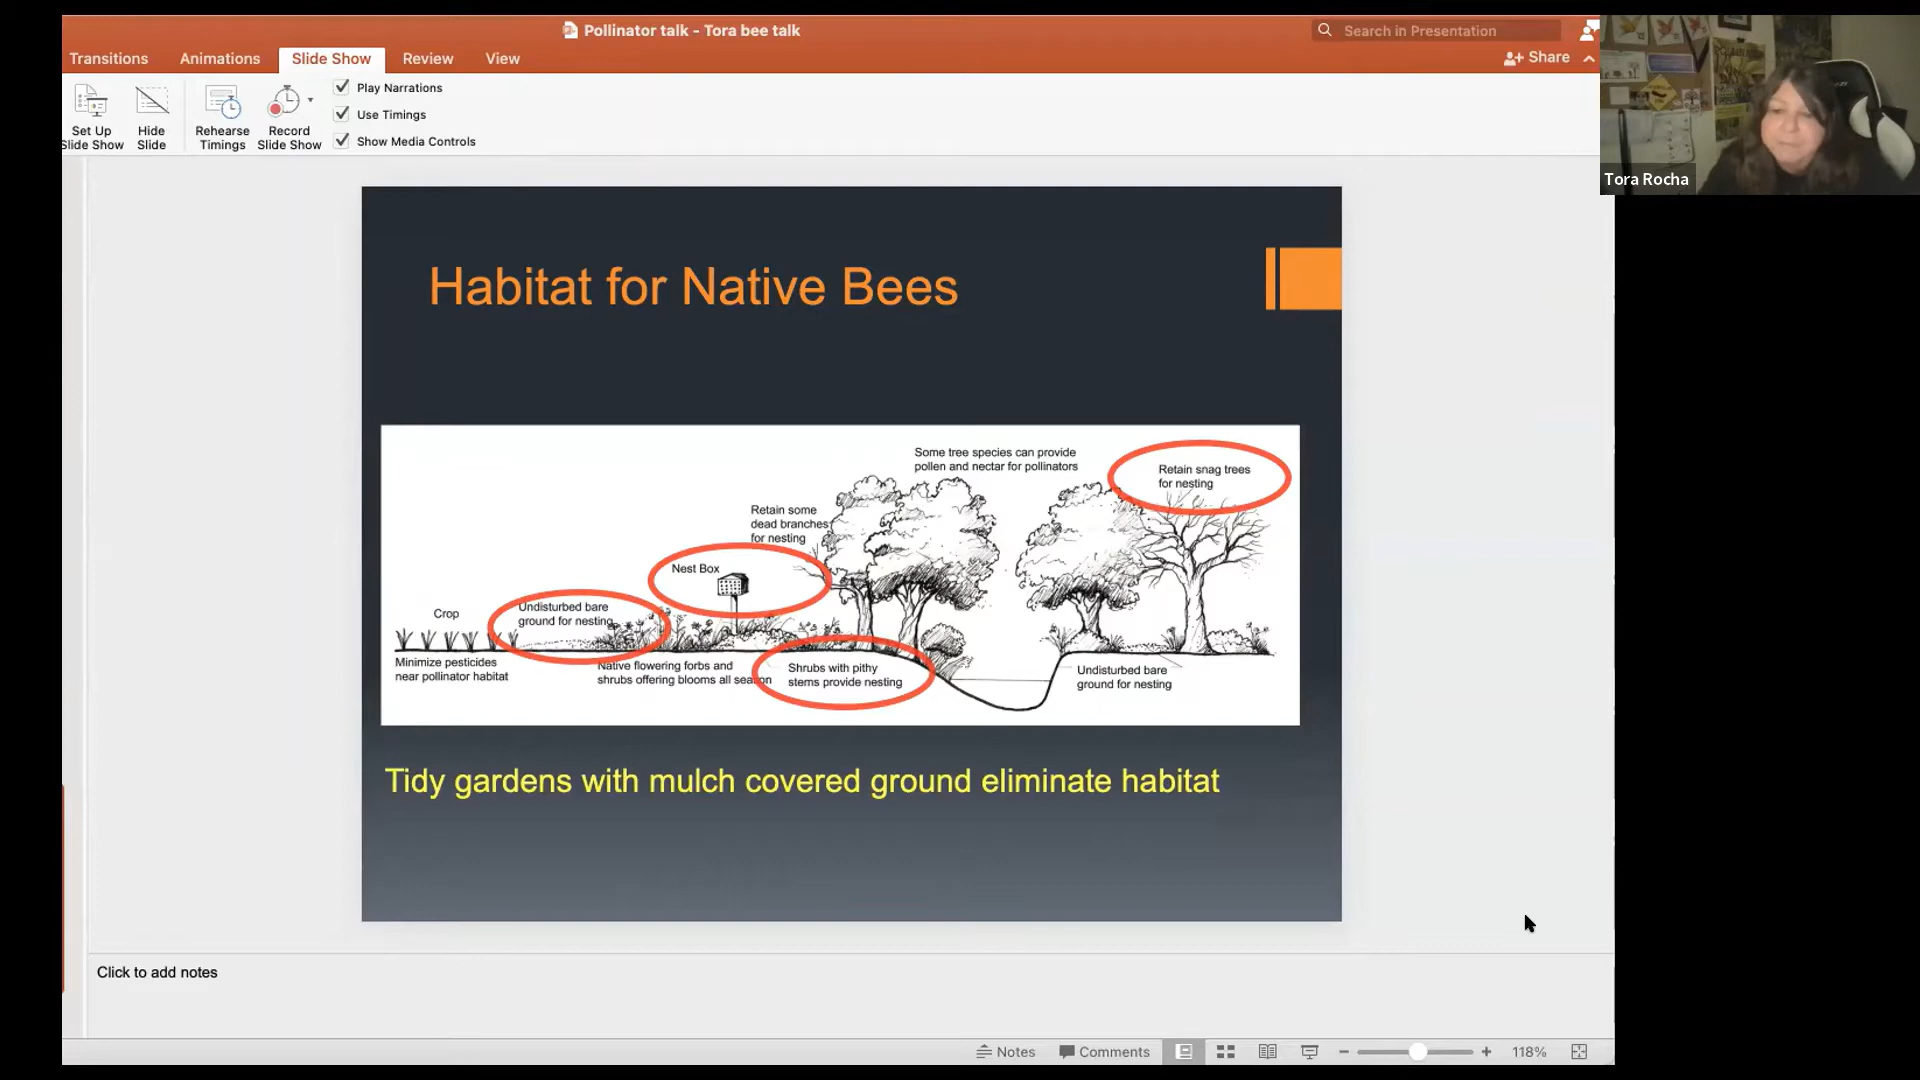 Pollinator talk - Tora bee talk
Search in Presentation
Transitions
Animations
Slide Show
Review
View
Share
Set Up
Slide Show
Hide
Slide
Rehearse
Timings
Record
Slide Show
Play Narrations
Use Timings
Show Media Controls
Tora Rocha
Habitat for Native Bees
Some tree species can provide
pollen and nectar for pollinators
Retain snag trees
for nesting
Retain some
dead branches
for nesting
Nest Box
Crop
Undisturbed bare
ground for nesting
Minimize pesticides
near pollinator habitat
Native flowering forbs and
shrubs offering blooms all season
Shrubs with pithy
stems provide nesting
Undisturbed bare
ground for nesting
Tidy gardens with mulch covered ground eliminate habitat
Click to add notes
Notes
Comments
118%